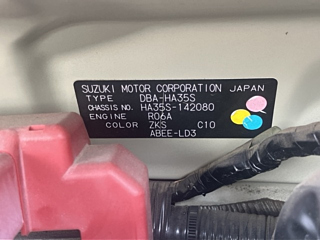 SUZUKI MOTOR CORPORATION JAPAN
TYPE DBA-HA35S
CHASSIS NO. HA35S-142080
ENGINE R06A
COLOR ZKS C10
ABEE-LD3